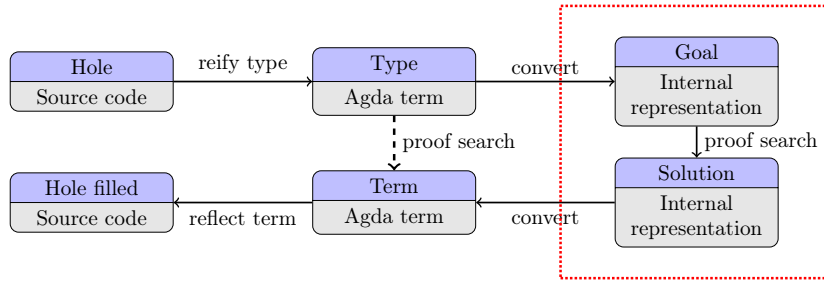 Hole
Source code
reify type
Type
Agda term
convert
Goal
Internal
representation
proof search
proof search
Hole filled
Source code
reflect term
Term
Agda term
convert
Solution
Internal
representation